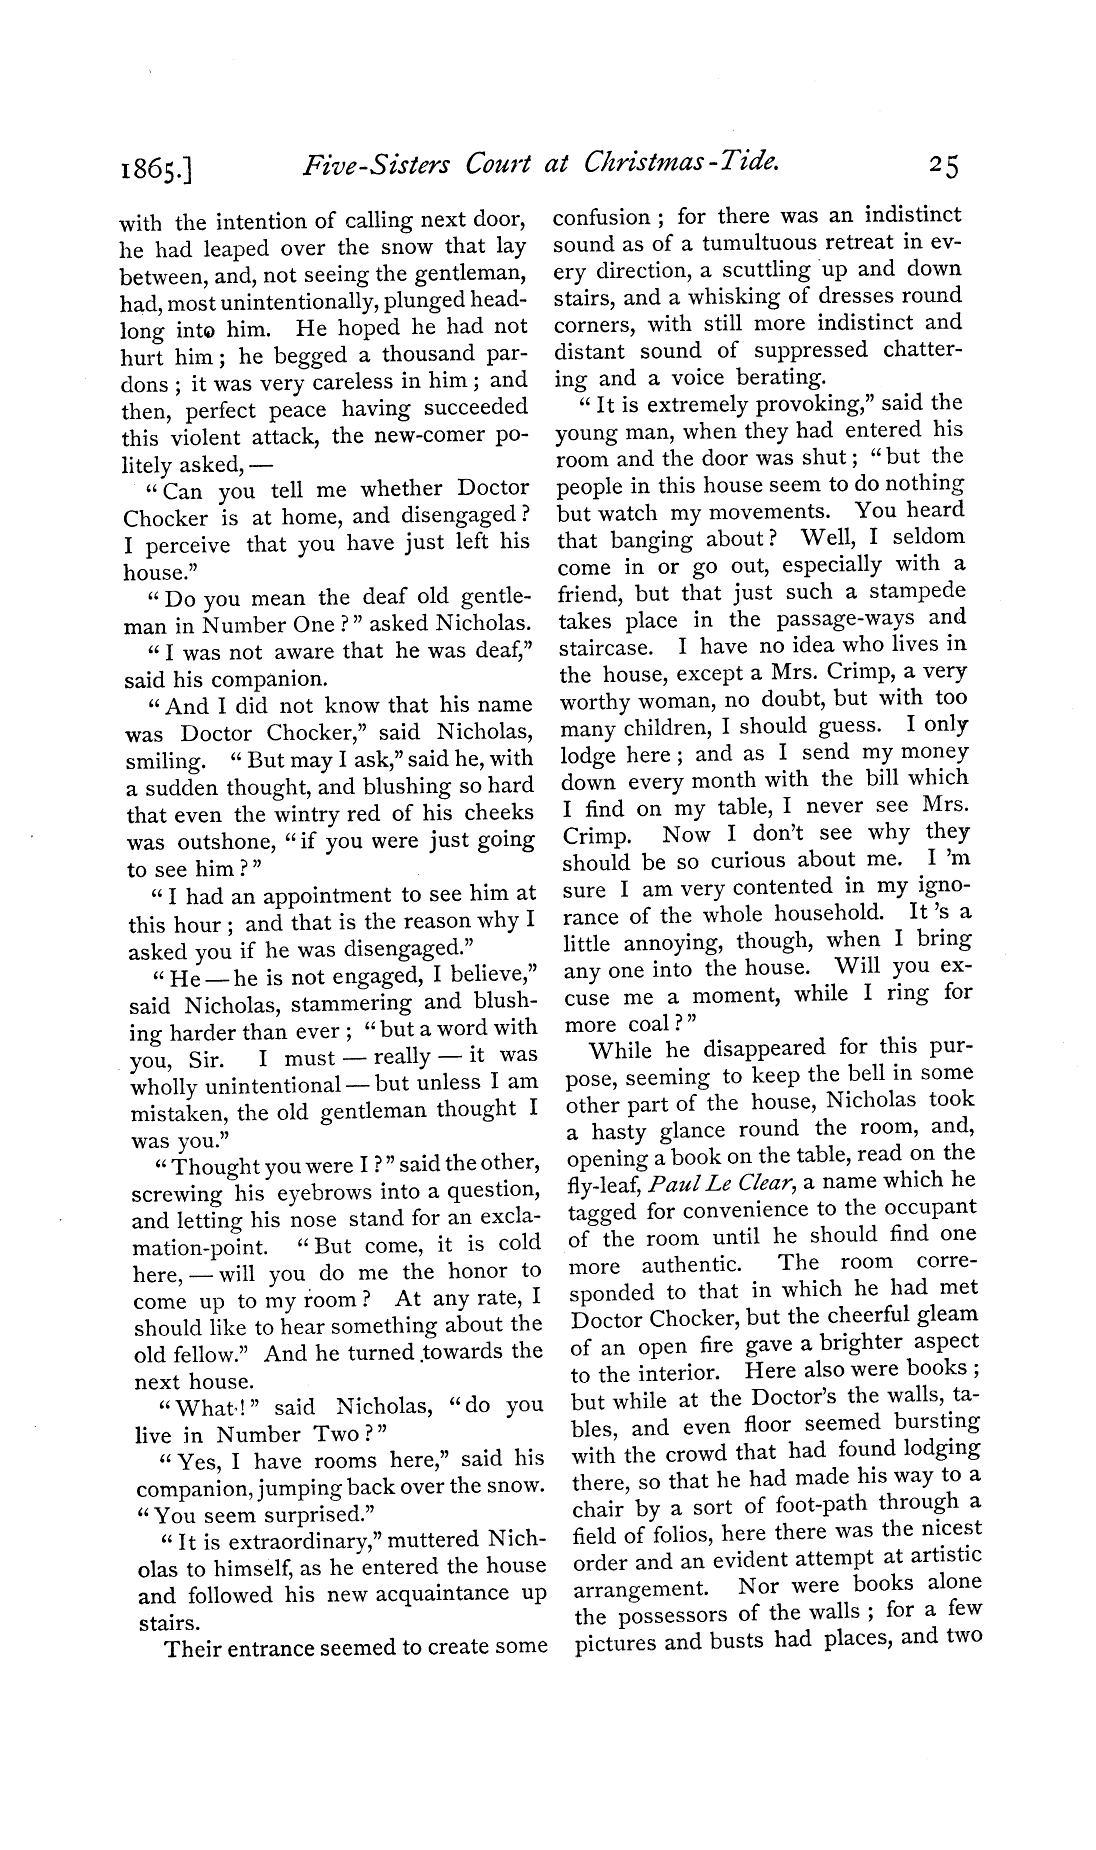 1865.] Five-Sisters Court at Christmas-Tide. 25
with the intention of calling next door,
he had leaped over the snow that lay
between, and, not seeing the gentleman,
had, most unintentionally, plunged head-
long into him. He hoped he had not
hurt him; he begged a thousand par-
dons; it was very careless in him; and
then, perfect peace having succeeded
this violent attack, the new-comer po-
litely asked, —
"Can you tell me whether Doctor
Chocker is at home, and disengaged?
I perceive that you have just left his
house."
"Do you mean the deaf old gentle-
man in Number One?" asked Nicholas.
"I was not aware that he was deaf,"
said his companion.
"And I did not know that his name
was Doctor Chocker," said Nicholas,
smiling. "But may I ask," said he, with
a sudden thought, and blushing so hard
that even the wintry red of his cheeks
was outshone, "if you were just going
to see him?"
"I had an appointment to see him at
this hour; and that is the reason why I
asked you if he was disengaged."
"He — he is not engaged, I believe,"
said Nicholas, stammering and blush-
ing harder than ever; "but a word with
you, Sir. I must — really — it was
wholly unintentional — but unless I am
mistaken, the old gentleman thought I
was you."
"Thought you were I?" said the other,
screwing his eyebrows into a question,
and letting his nose stand for an excla-
mation-point. "But come, it is cold
here, — will you do me the honor to
come up to my room? At any rate, I
should like to hear something about the
old fellow." And he turned towards the
next house.
"What!" said Nicholas, "do you
live in Number Two?"
"Yes, I have rooms here," said his
companion, jumping back over the snow.
"You seem surprised."
"It is extraordinary," muttered Nich-
olas to himself, as he entered the house
and followed his new acquaintance up
stairs.
Their entrance seemed to create some
confusion; for there was an indistinct
sound as of a tumultuous retreat in ev-
ery direction, a scuttling up and down
stairs, and a whisking of dresses round
corners, with still more indistinct and
distant sound of suppressed chatter-
ing and a voice berating.
"It is extremely provoking," said the
young man, when they had entered his
room and the door was shut; "but the
people in this house seem to do nothing
but watch my movements. You heard
that banging about? Well, I seldom
come in or go out, especially with a
friend, but that just such a stampede
takes place in the passage-ways and
staircase. I have no idea who lives in
the house, except a Mrs. Crimp, a very
worthy woman, no doubt, but with too
many children, I should guess. I only
lodge here; and as I send my money
down every month with the bill which
I find on my table, I never see Mrs.
Crimp. Now I don't see why they
should be so curious about me. I 'm
sure I am very contented in my igno-
rance of the whole household. It 's a
little annoying, though, when I bring
any one into the house. Will you ex-
cuse me a moment, while I ring for
more coal?"
While he disappeared for this pur-
pose, seeming to keep the bell in some
other part of the house, Nicholas took
a hasty glance round the room, and,
opening a book on the table, read on the
fly-leaf, Paul Le Clear, a name which he
tagged for convenience to the occupant
of the room until he should find one
more authentic. The room corre-
sponded to that in which he had met
Doctor Chocker, but the cheerful gleam
of an open fire gave a brighter aspect
to the interior. Here also were books;
but while at the Doctor's the walls, ta-
bles, and even floor seemed bursting
with the crowd that had found lodging
there, so that he had made his way to a
chair by a sort of foot-path through a
field of folios, here there was the nicest
order and an evident attempt at artistic
arrangement. Nor were books alone
the possessors of the walls; for a few
pictures and busts had places, and two